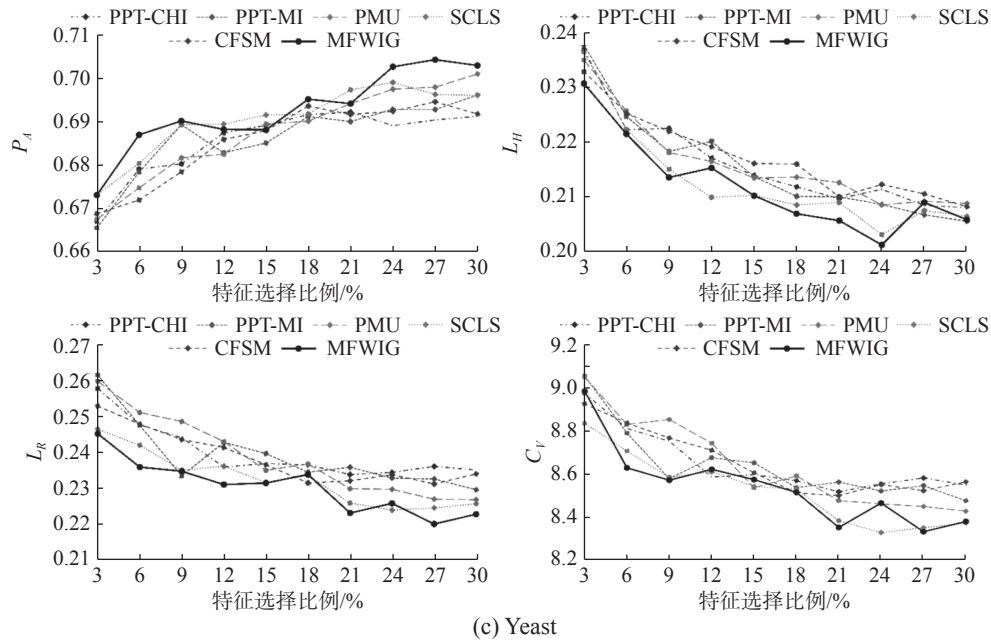 PPT-CHI PPT-MI PMU SCLS
CFSM MFWIG
0.71
0.70
0.69
0.68
0.67
0.66
P_A
3 6 9 12 15 18 21 24 27 30
特征选择比例/%
PPT-CHI PPT-MI PMU SCLS
CFSM MFWIG
0.24
0.23
0.22
0.21
0.20
L_H
3 6 9 12 15 18 21 24 27 30
特征选择比例/%
PPT-CHI PPT-MI PMU SCLS
CFSM MFWIG
0.27
0.26
0.25
0.24
0.23
0.22
0.21
L_R
3 6 9 12 15 18 21 24 27 30
特征选择比例/%
PPT-CHI PPT-MI PMU SCLS
CFSM MFWIG
9.2
9.0
8.8
8.6
8.4
8.2
C_V
3 6 9 12 15 18 21 24 27 30
特征选择比例/%
(c) Yeast